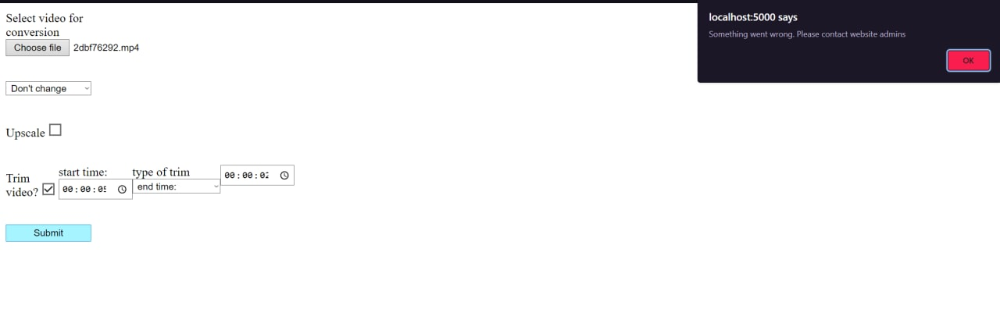 Select video for
conversion
Choose file 2dbf76292.mp4
Don't change
Upscale
Trim
video?
start time:
00:00:05
type of trim
end time:
00:00:02
Submit
localhost:5000 says
Something went wrong. Please contact website admins
OK